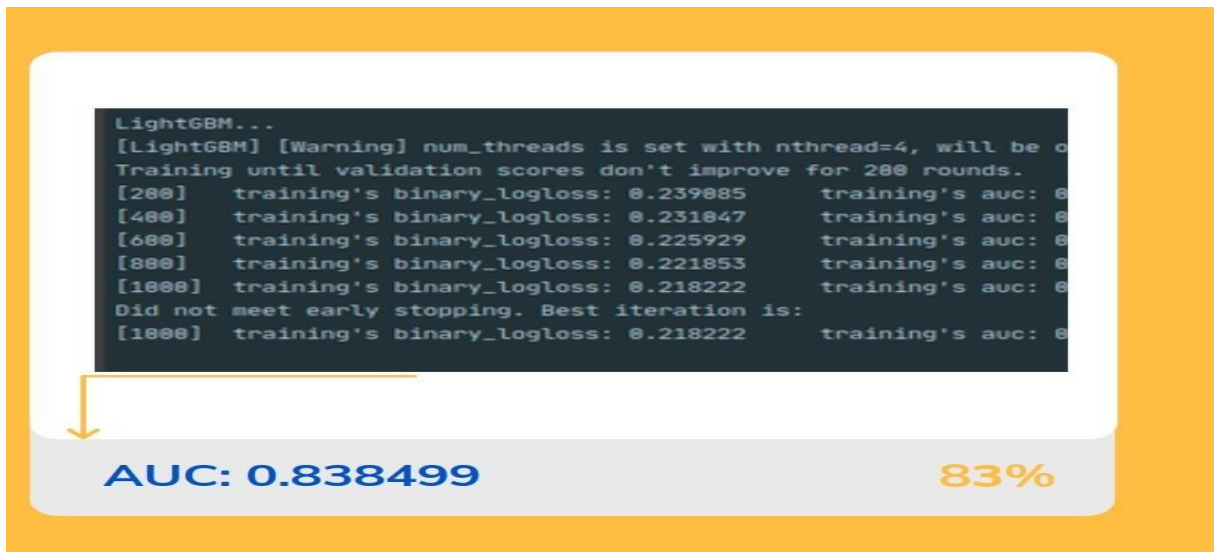 LightGBM...
[LightGBM] [Warning] num_threads is set with nthread=4, will be o
Training until validation scores don't improve for 200 rounds.
[200] training's binary_logloss: 0.239085 training's auc: 0
[400] training's binary_logloss: 0.231047 training's auc: 0
[600] training's binary_logloss: 0.225929 training's auc: 0
[800] training's binary_logloss: 0.221853 training's auc: 0
[1000] training's binary_logloss: 0.218222 training's auc: 0
Did not meet early stopping. Best iteration is:
[1000] training's binary_logloss: 0.218222 training's auc: 0
AUC: 0.838499 83%